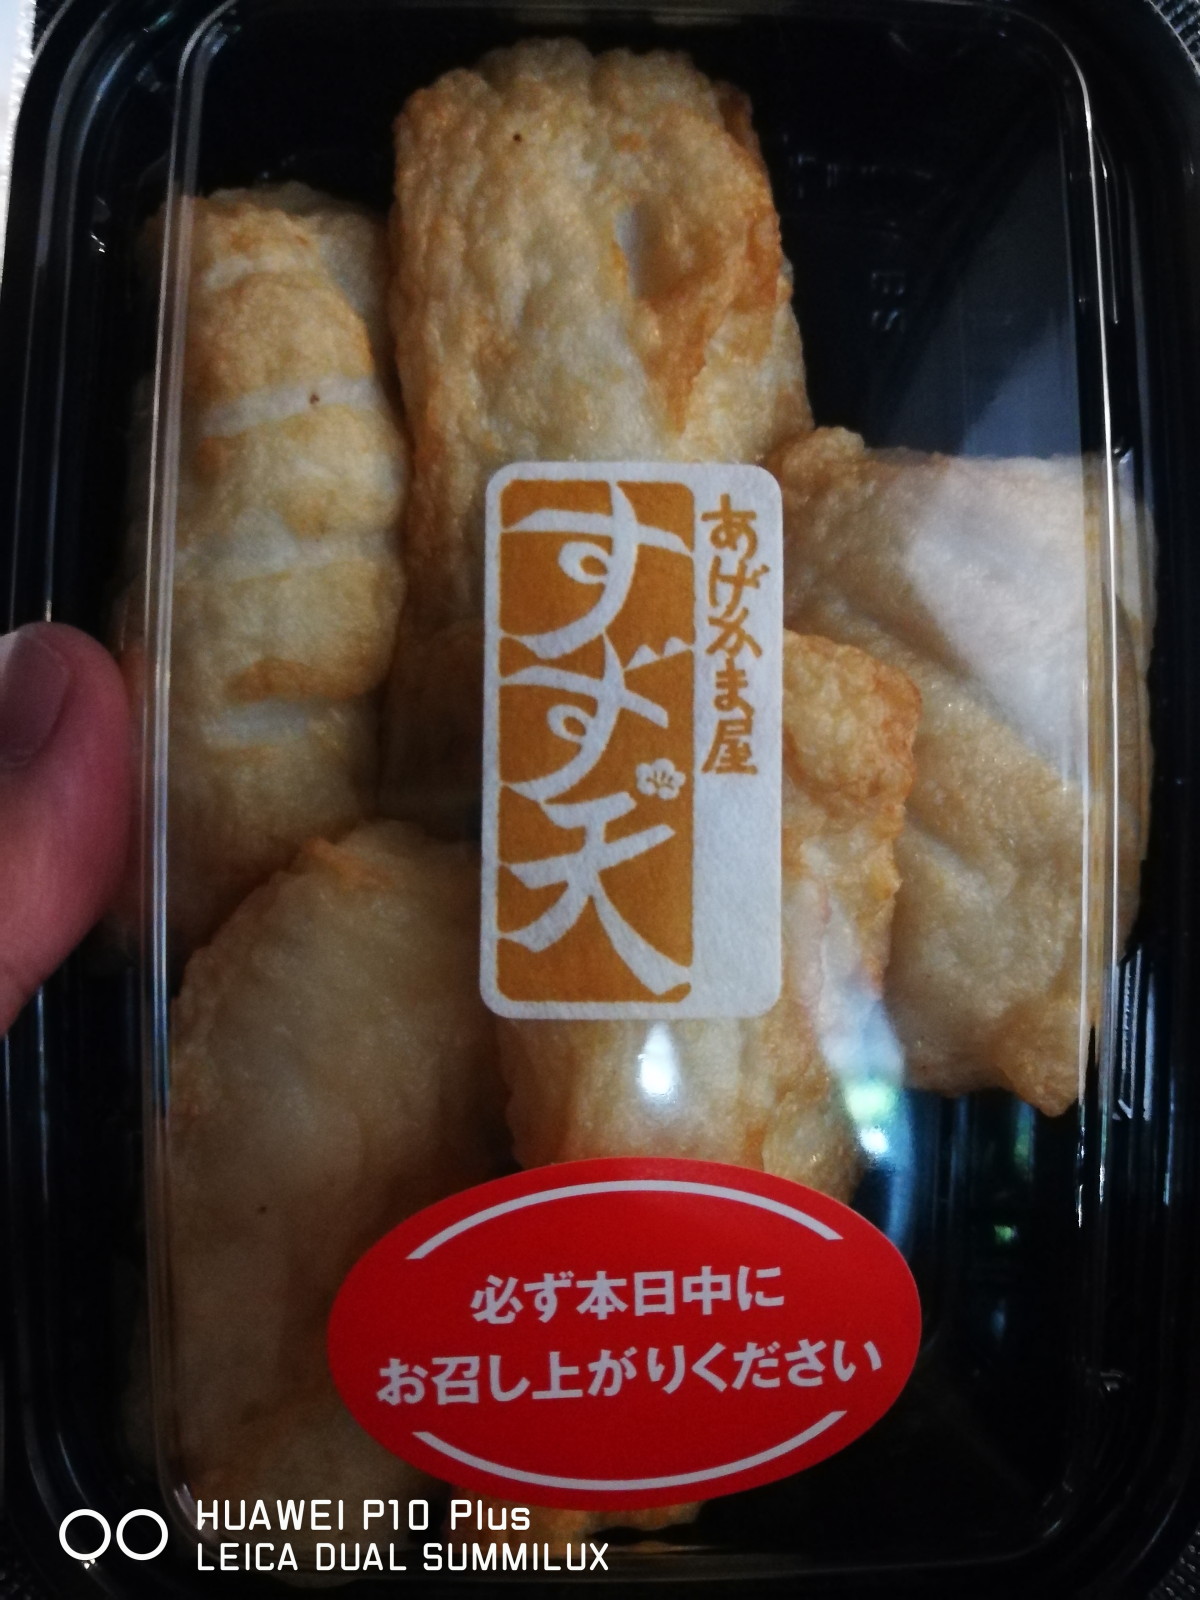 あげかま屋
すず天
必ず本日中に
お召し上がりください
HUAWEI P10 Plus
LEICA DUAL SUMMILUX